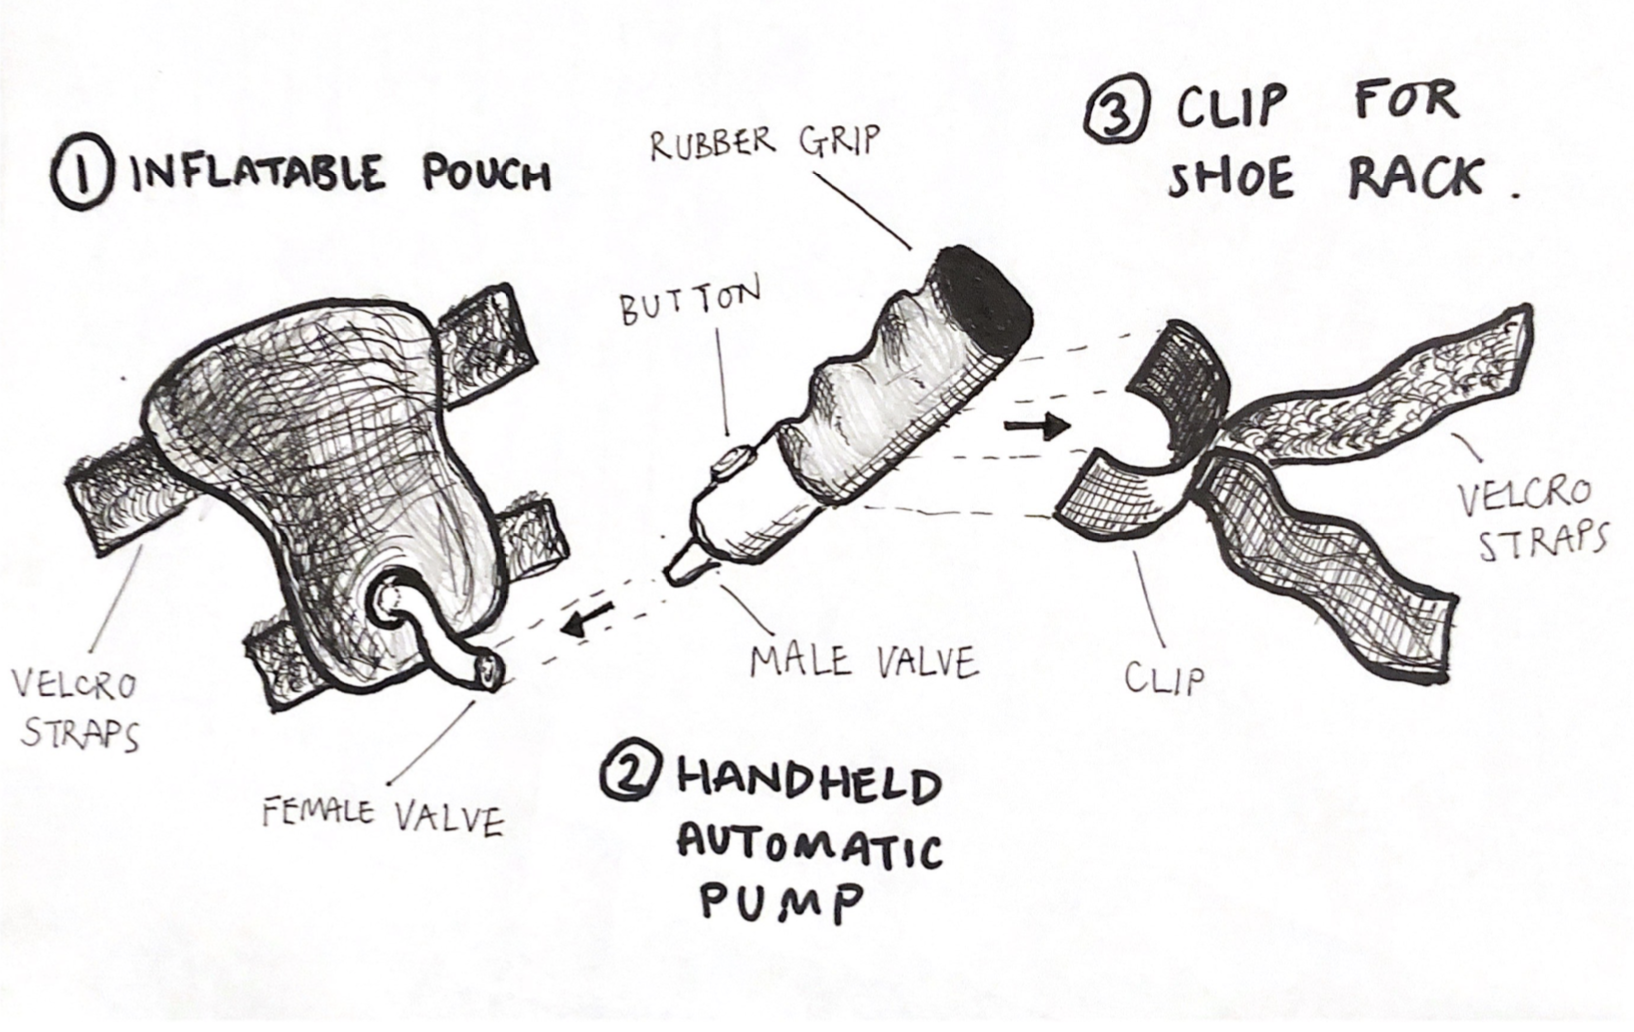 ① INFLATABLE POUCH
VELCRO
STRAPS
FEMALE VALVE
RUBBER GRIP
BUTTON
MALE VALVE
② HANDHELD
AUTOMATIC
PUMP
③ CLIP FOR
SHOE RACK.
CLIP
VELCRO
STRAPS